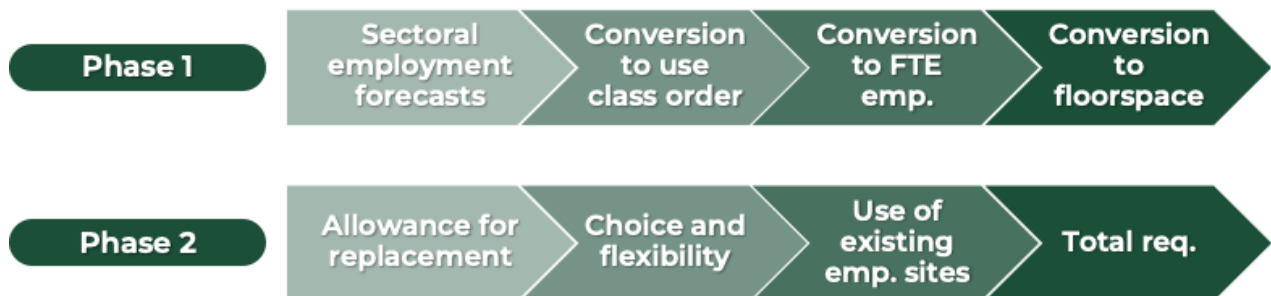 Phase 1
Sectoral
employment
forecasts
Conversion
to use
class order
Conversion
to FTE
emp.
Conversion
to
floorspace
Phase 2
Allowance for
replacement
Choice and
flexibility
Use of
existing
emp. sites
Total req.